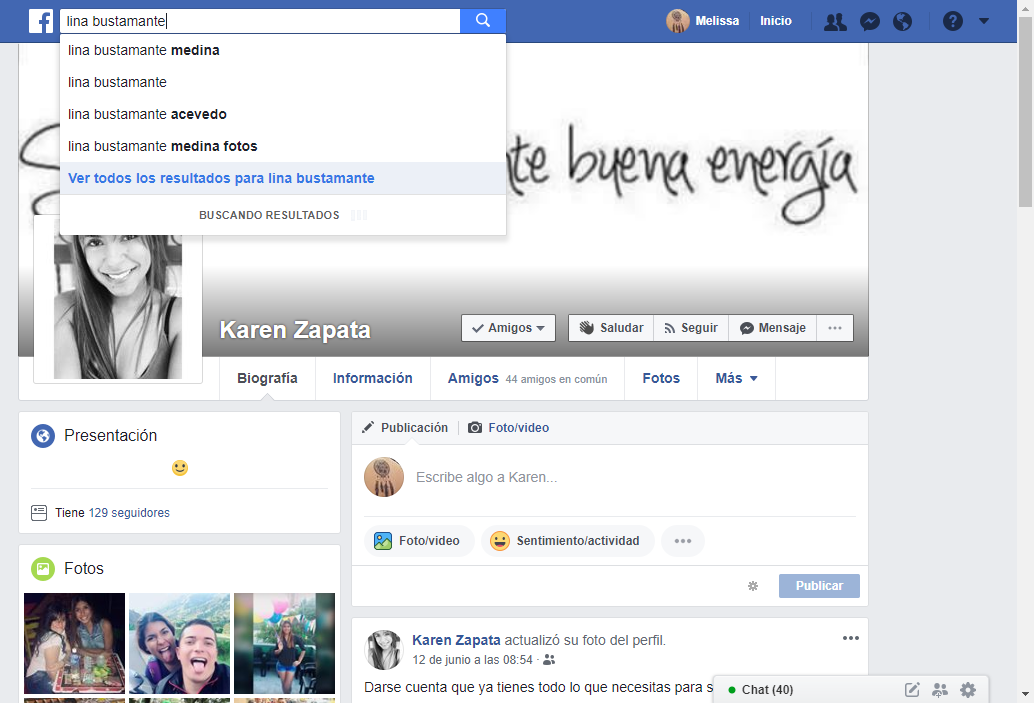 lina bustamante
Melissa
Inicio
lina bustamante medina
lina bustamante
lina bustamante acevedo
lina bustamante medina fotos
Ver todos los resultados para lina bustamante
BUSCANDO RESULTADOS
buena energía
Karen Zapata
Amigos
Saludar
Seguir
Mensaje
Biografía
Información
Amigos 44 amigos en común
Fotos
Más
Presentación
Tiene 129 seguidores
Fotos
Publicación
Foto/video
Escribe algo a Karen...
Foto/video
Sentimiento/actividad
Publicar
Karen Zapata actualizó su foto del perfil.
12 de junio a las 08:54 ·
Darse cuenta que ya tienes todo lo que necesitas para s
Chat (40)